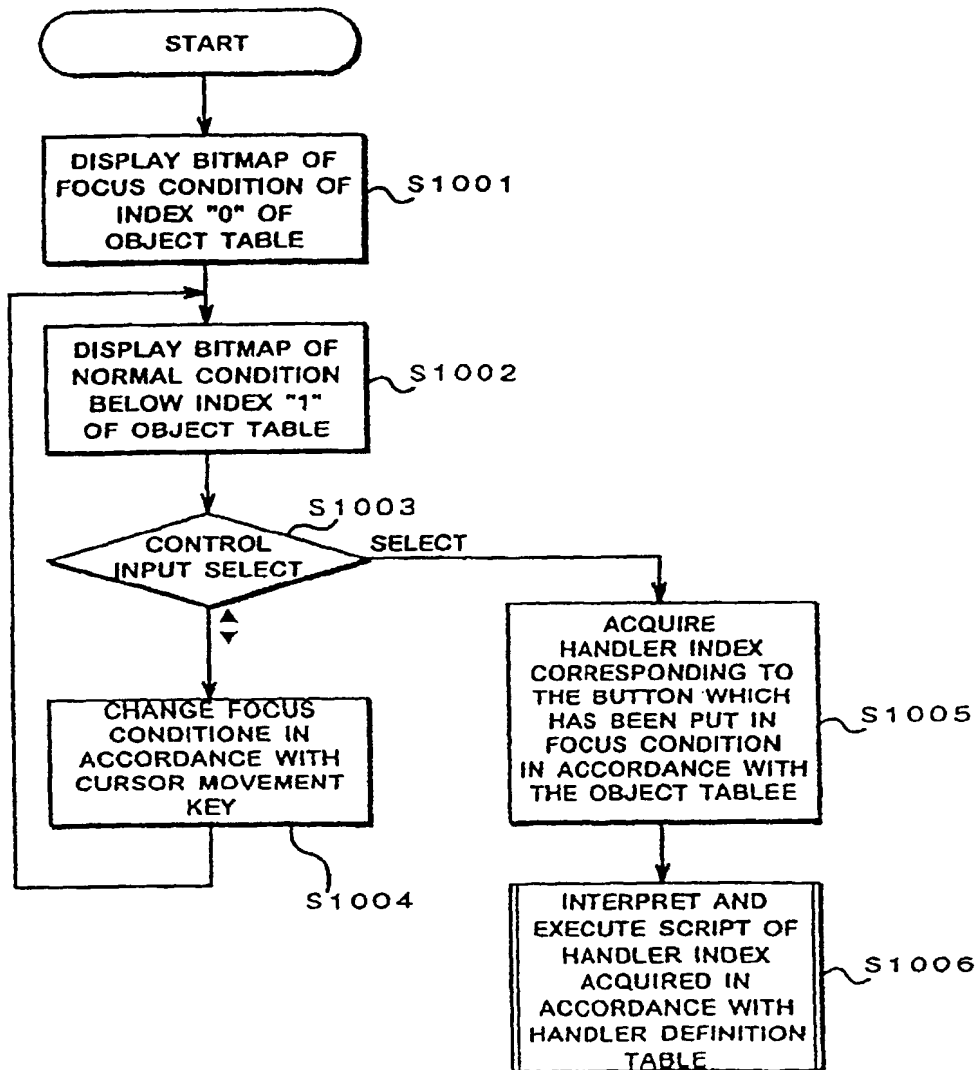 START
DISPLAY BITMAP OF
FOCUS CONDITION OF
INDEX "0" OF
OBJECT TABLE
S1001
DISPLAY BITMAP OF
NORMAL CONDITION
BELOW INDEX "1"
OF OBJECT TABLE
S1002
S1003
CONTROL
INPUT SELECT
SELECT
▲
▼
CHANGE FOCUS
CONDITIONE IN
ACCORDANCE WITH
CURSOR MOVEMENT
KEY
S1004
ACQUIRE
HANDLER INDEX
CORRESPONDING TO
THE BUTTON WHICH
HAS BEEN PUT IN
FOCUS CONDITION
IN ACCORDANCE WITH
THE OBJECT TABLEE
S1005
INTERPRET AND
EXECUTE SCRIPT OF
HANDLER INDEX
ACQUIRED IN
ACCORDANCE WITH
HANDLER DEFINITION
TABLE
S1006